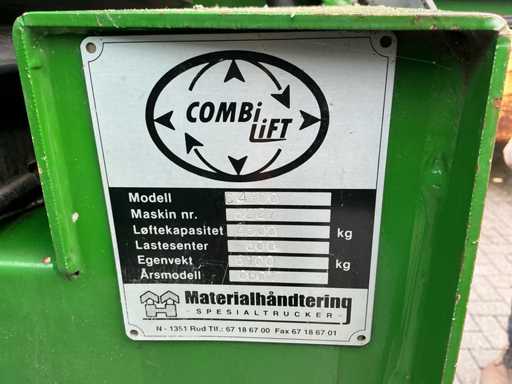 COMBi
LiFT
Modell
Maskin nr.
Løftekapasitet kg
Lastesenter
Egenvekt kg
Årsmodell
Materialhåndtering
- SPESIALTRUCKER -
N - 1351 Rud Tlf.: 67 18 67 00 Fax 67 18 67 01